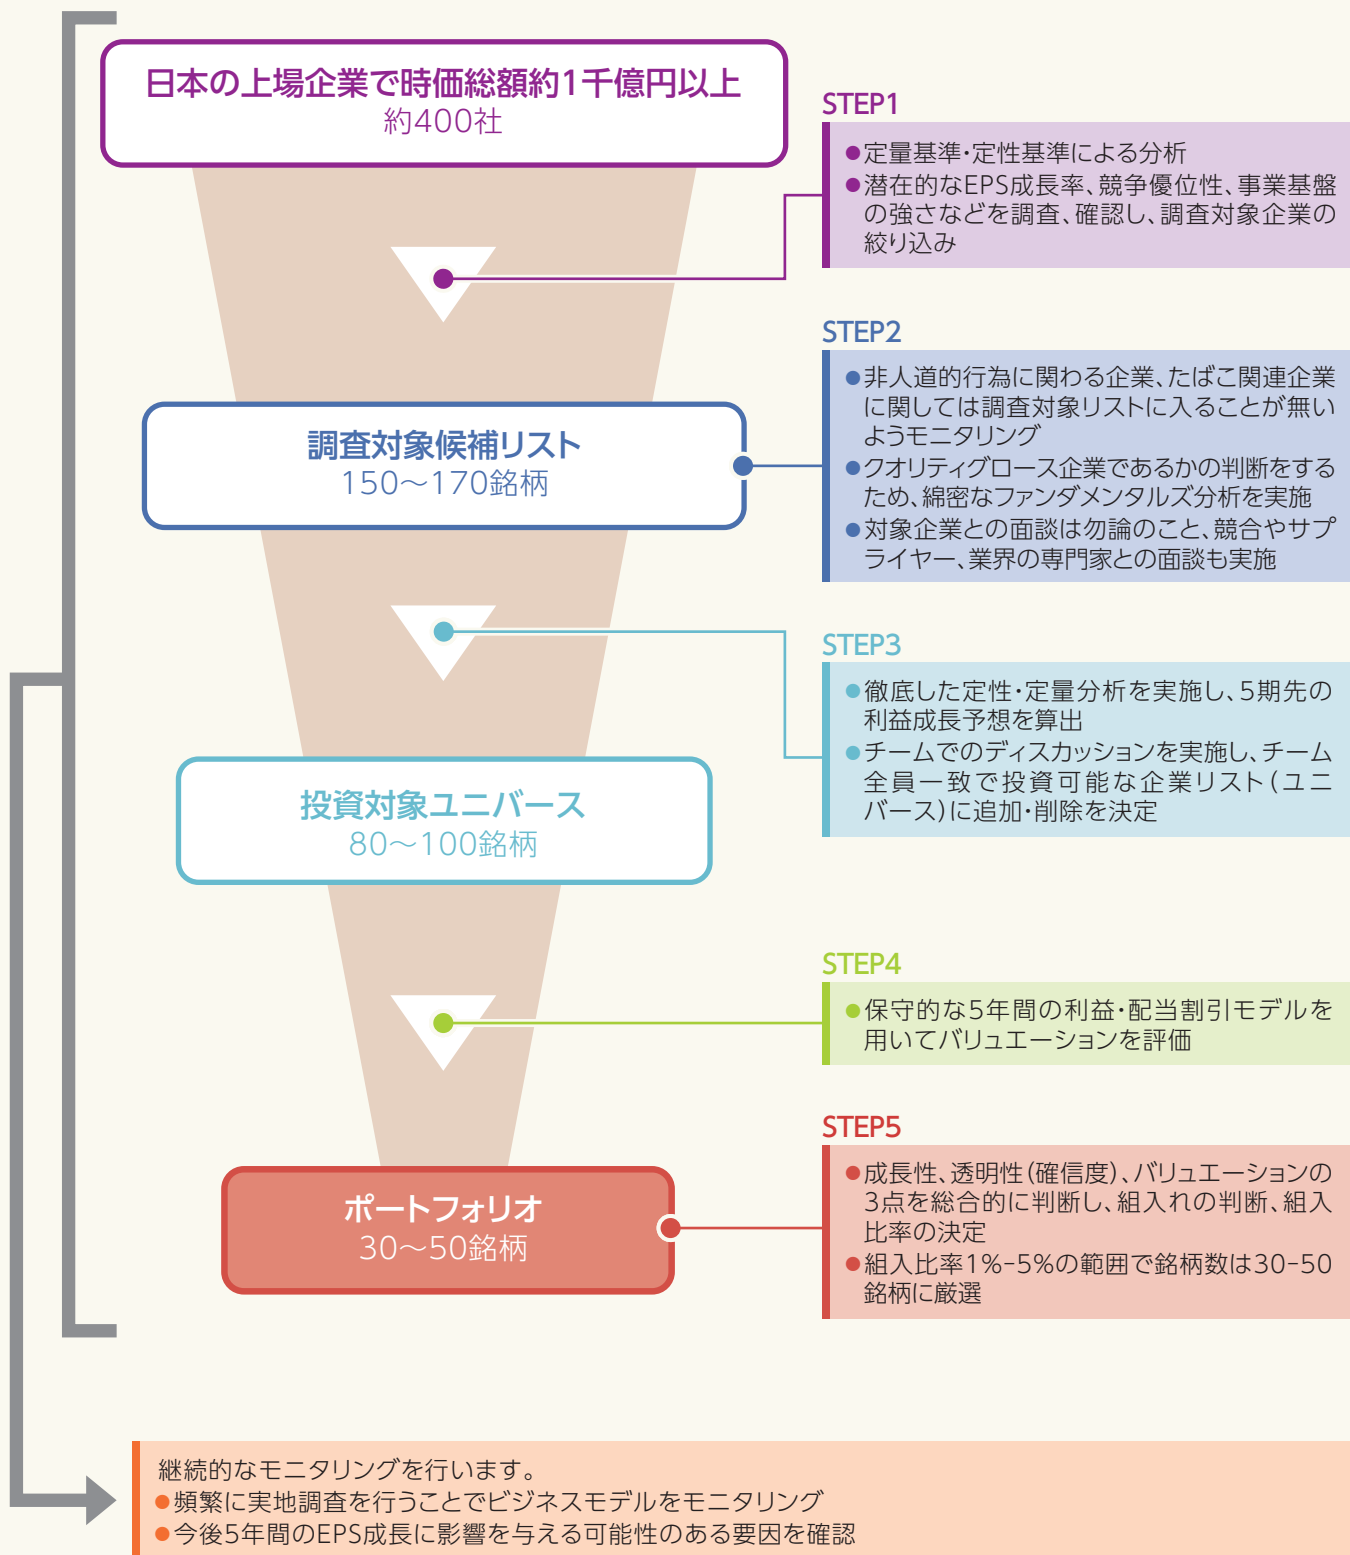 日本の上場企業で時価総額約1千億円以上
約400社
STEP1
●定量基準・定性基準による分析
●潜在的なEPS成長率、競争優位性、事業基盤
の強さなどを調査、確認し、調査対象企業の
絞り込み
STEP2
●非人道的行為に関わる企業、たばこ関連企業
に関しては調査対象リストに入ることが無い
ようモニタリング
●クオリティグロース企業であるかの判断をする
ため、綿密なファンダメンタルズ分析を実施
●対象企業との面談は勿論のこと、競合やサプ
ライヤー、業界の専門家との面談も実施
調査対象候補リスト
150～170銘柄
STEP3
●徹底した定性・定量分析を実施し、5期先の
利益成長予想を算出
●チームでのディスカッションを実施し、チーム
全員一致で投資可能な企業リスト（ユニ
バース）に追加・削除を決定
投資対象ユニバース
80～100銘柄
STEP4
●保守的な5年間の利益・配当割引モデルを
用いてバリュエーションを評価
STEP5
●成長性、透明性（確信度）、バリュエーションの
3点を総合的に判断し、組入れの判断、組入
比率の決定
●組入比率1%-5%の範囲で銘柄数は30-50
銘柄に厳選
ポートフォリオ
30～50銘柄
継続的なモニタリングを行います。
●頻繁に実地調査を行うことでビジネスモデルをモニタリング
●今後5年間のEPS成長に影響を与える可能性のある要因を確認